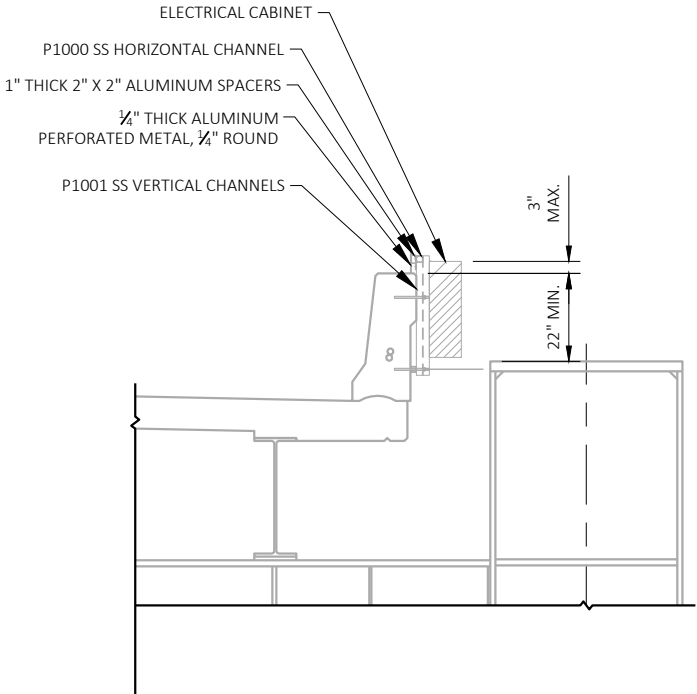 ELECTRICAL CABINET
P1000 SS HORIZONTAL CHANNEL
1" THICK 2" X 2" ALUMINUM SPACERS
¼" THICK ALUMINUM
PERFORATED METAL, ¼" ROUND
P1001 SS VERTICAL CHANNELS
3"
MAX.
22" MIN.